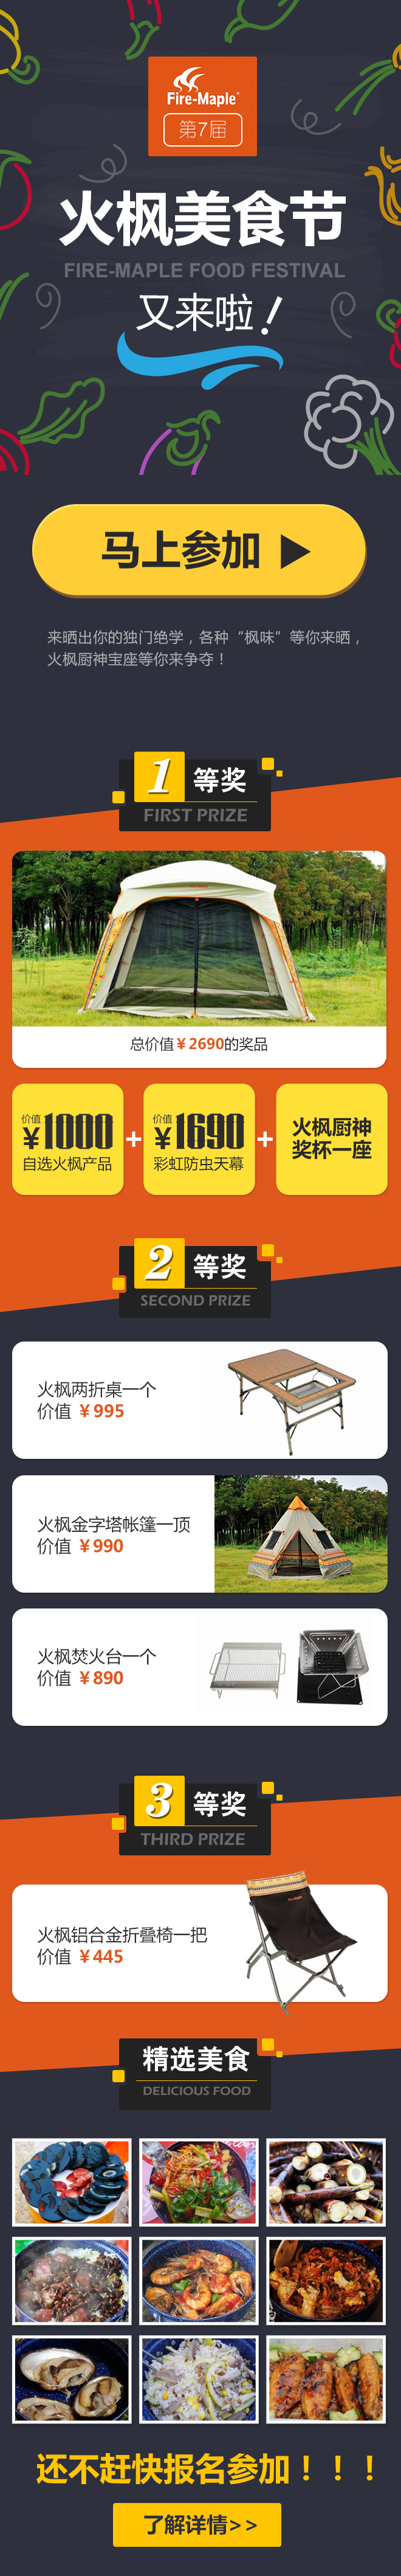 Fire-Maple
第7届
火枫美食节
FIRE-MAPLE FOOD FESTIVAL
又来啦！
马上参加
来晒出你的独门绝学，各种“枫味”等你来晒，
火枫厨神宝座等你来争夺！
1 等奖
FIRST PRIZE
总价值￥2690的奖品
价值
￥1000
自选火枫产品
+
价值
￥1690
彩虹防虫天幕
+
火枫厨神
奖杯一座
2 等奖
SECOND PRIZE
火枫两折桌一个
价值 ￥995
火枫金字塔帐篷一顶
价值 ￥990
火枫焚火台一个
价值 ￥890
3 等奖
THIRD PRIZE
火枫铝合金折叠椅一把
价值 ￥445
Fire-Maple
精选美食
DELICIOUS FOOD
还不赶快报名参加！！！
了解详情>>